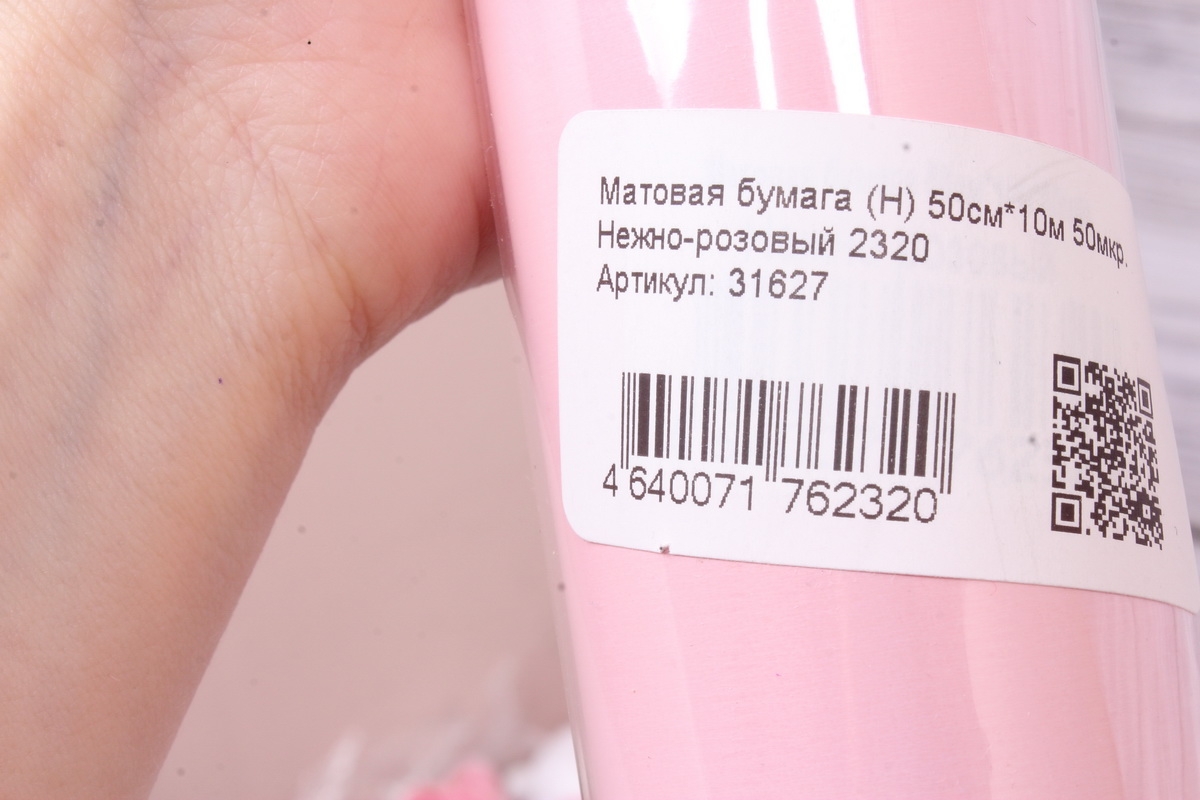 Матовая бумага (Н) 50см*10м 50мкр.
Нежно-розовый 2320
Артикул: 31627
4 640071 762320